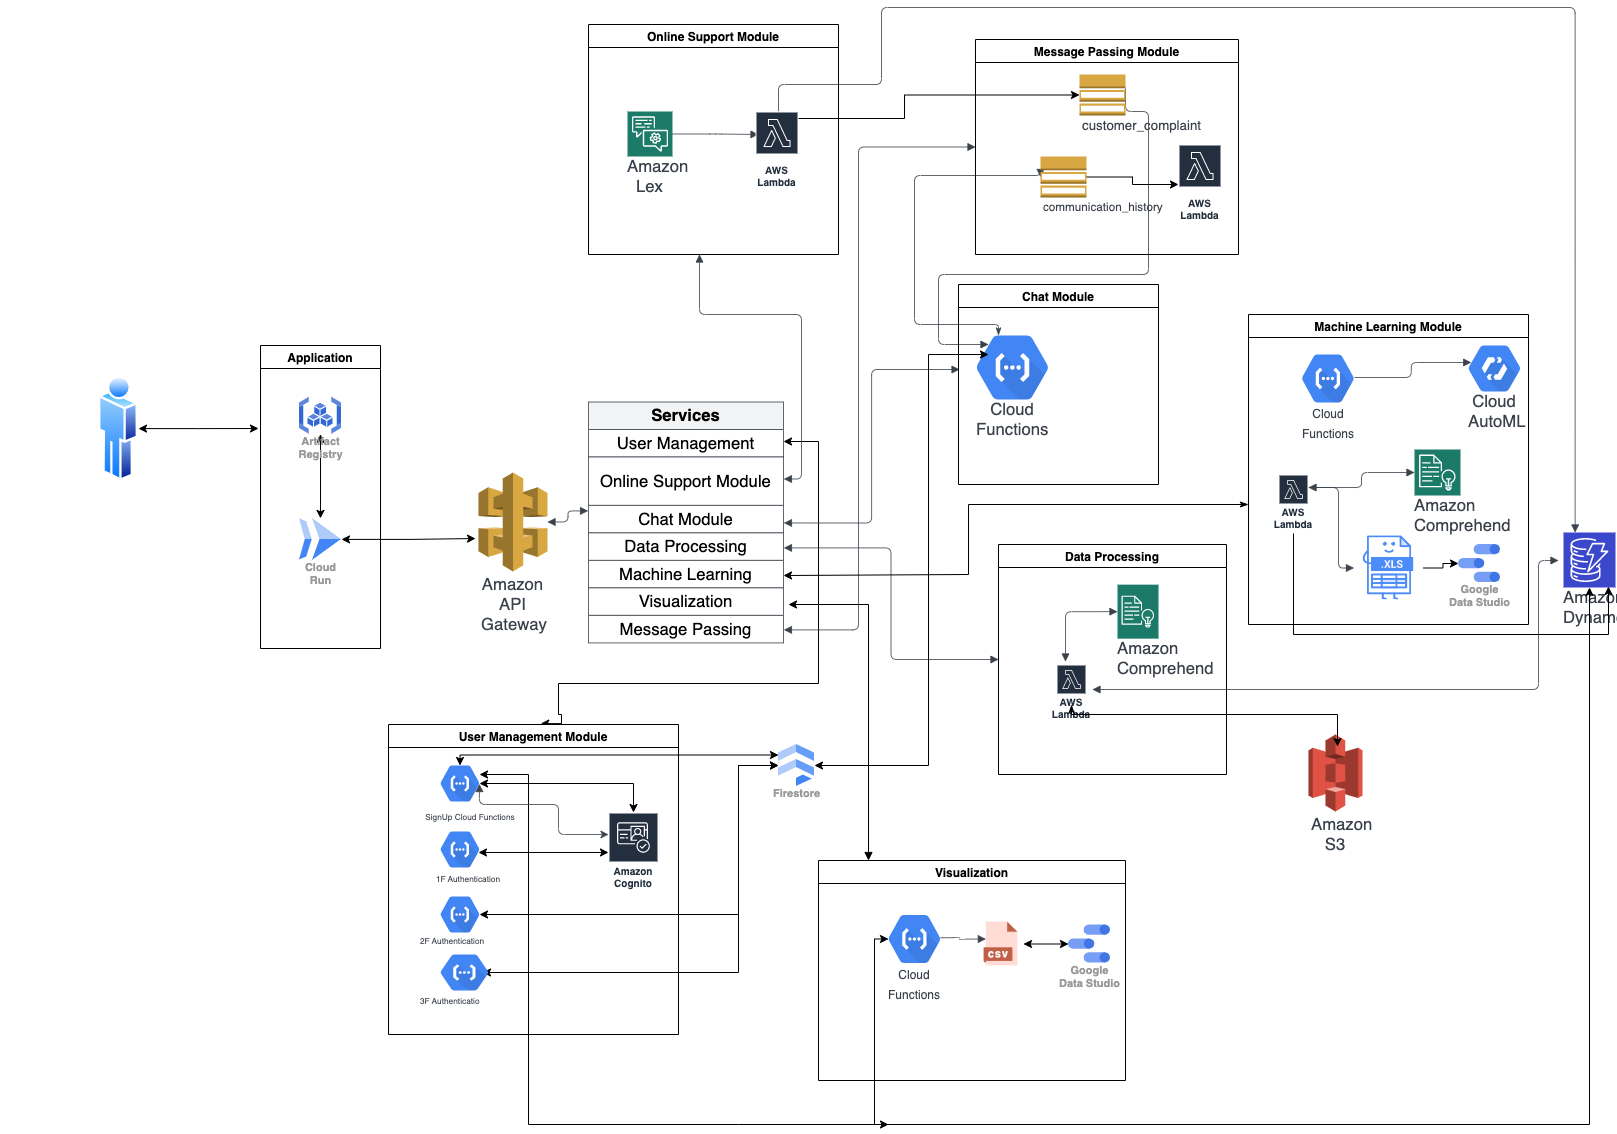 Online Support Module
Amazon
Lex
AWS
Lambda
Message Passing Module
customer_complaint
communication_history
AWS
Lambda
Chat Module
Cloud
Functions
Machine Learning Module
Cloud
Functions
Cloud
AutoML
AWS
Lambda
Amazon
Comprehend
.XLS
Google
Data Studio
Application
Artifact
Registry
Cloud
Run
Amazon
API
Gateway
Services
User Management
Online Support Module
Chat Module
Data Processing
Machine Learning
Visualization
Message Passing
Data Processing
Amazon
Comprehend
AWS
Lambda
Amazo
Dynam
Amazon
S3
User Management Module
SignUp Cloud Functions
1F Authentication
2F Authentication
3F Authenticatio
Amazon
Cognito
Firestore
Visualization
Cloud
Functions
CSV
Google
Data Studio